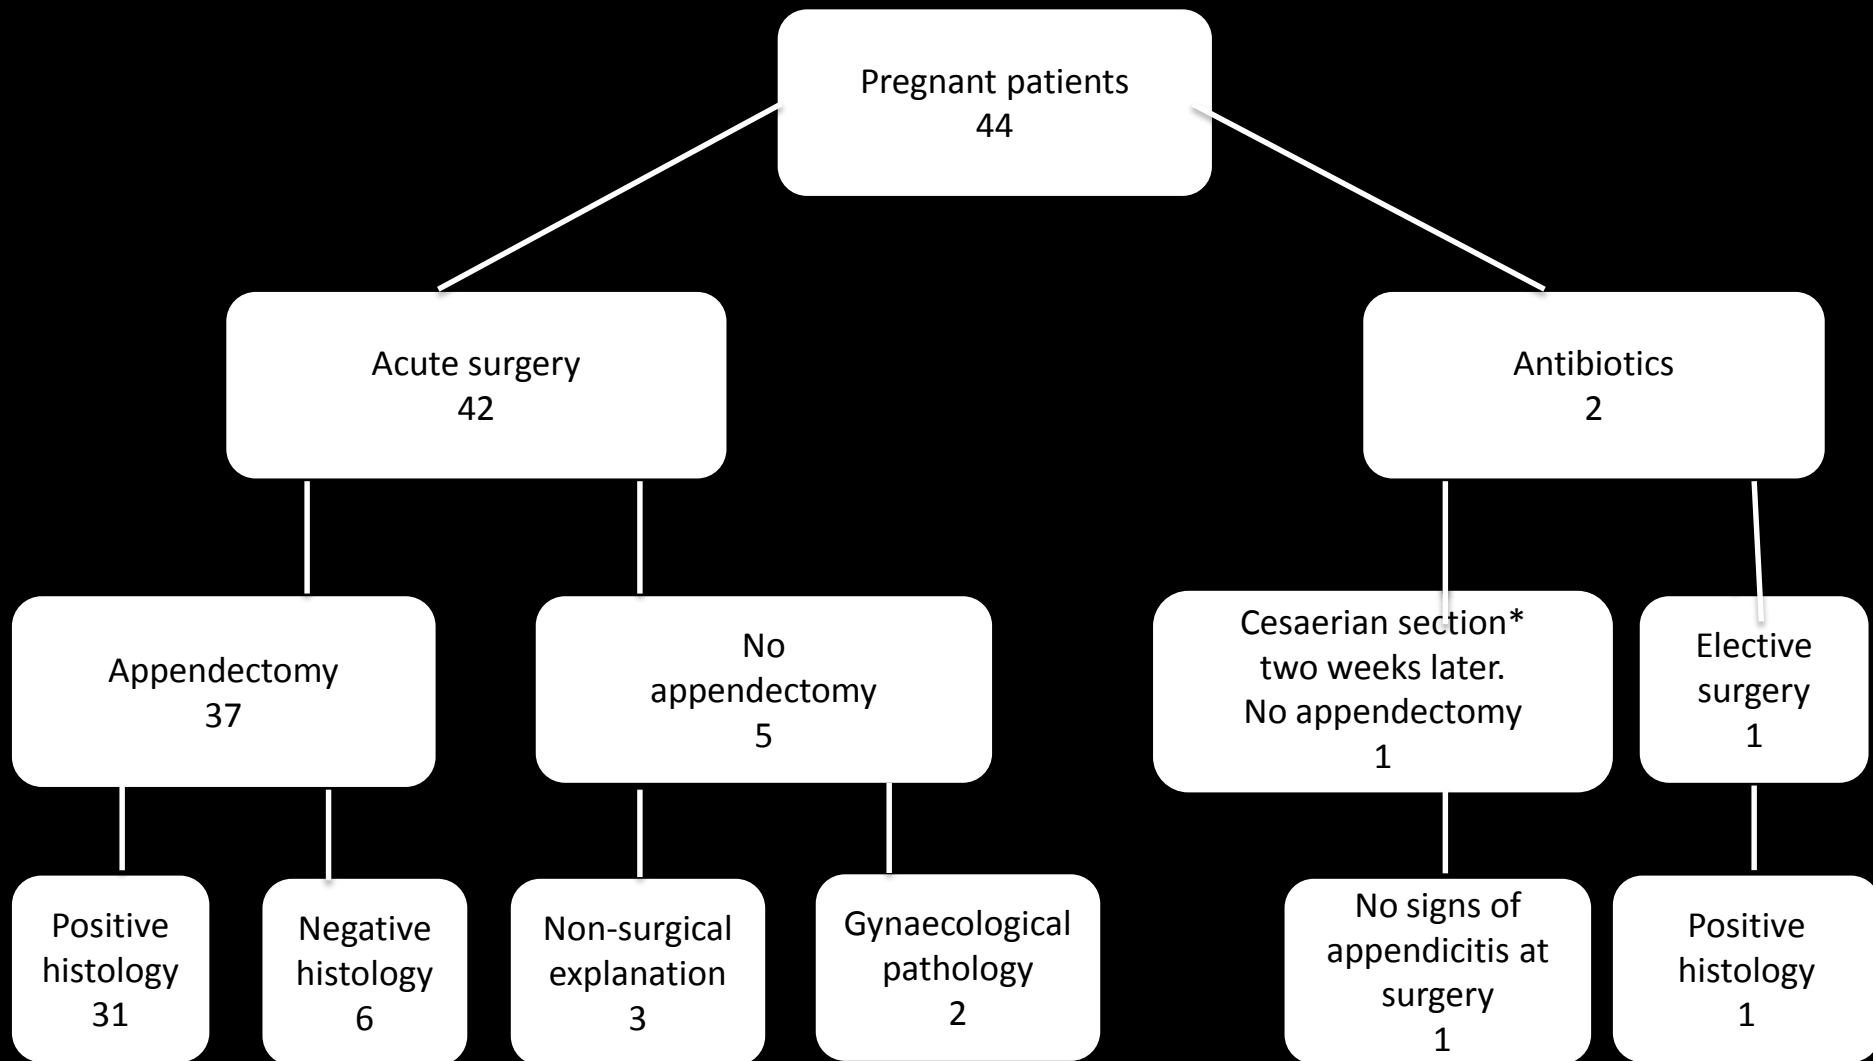 Pregnant patients
44
Acute surgery
42
Antibiotics
2
Appendectomy
37
No
appendectomy
5
Cesaerian section*
two weeks later.
No appendectomy
1
Elective
surgery
1
Positive
histology
31
Negative
histology
6
Non-surgical
explanation
3
Gynaecological
pathology
2
No signs of
appendicitis at
surgery
1
Positive
histology
1